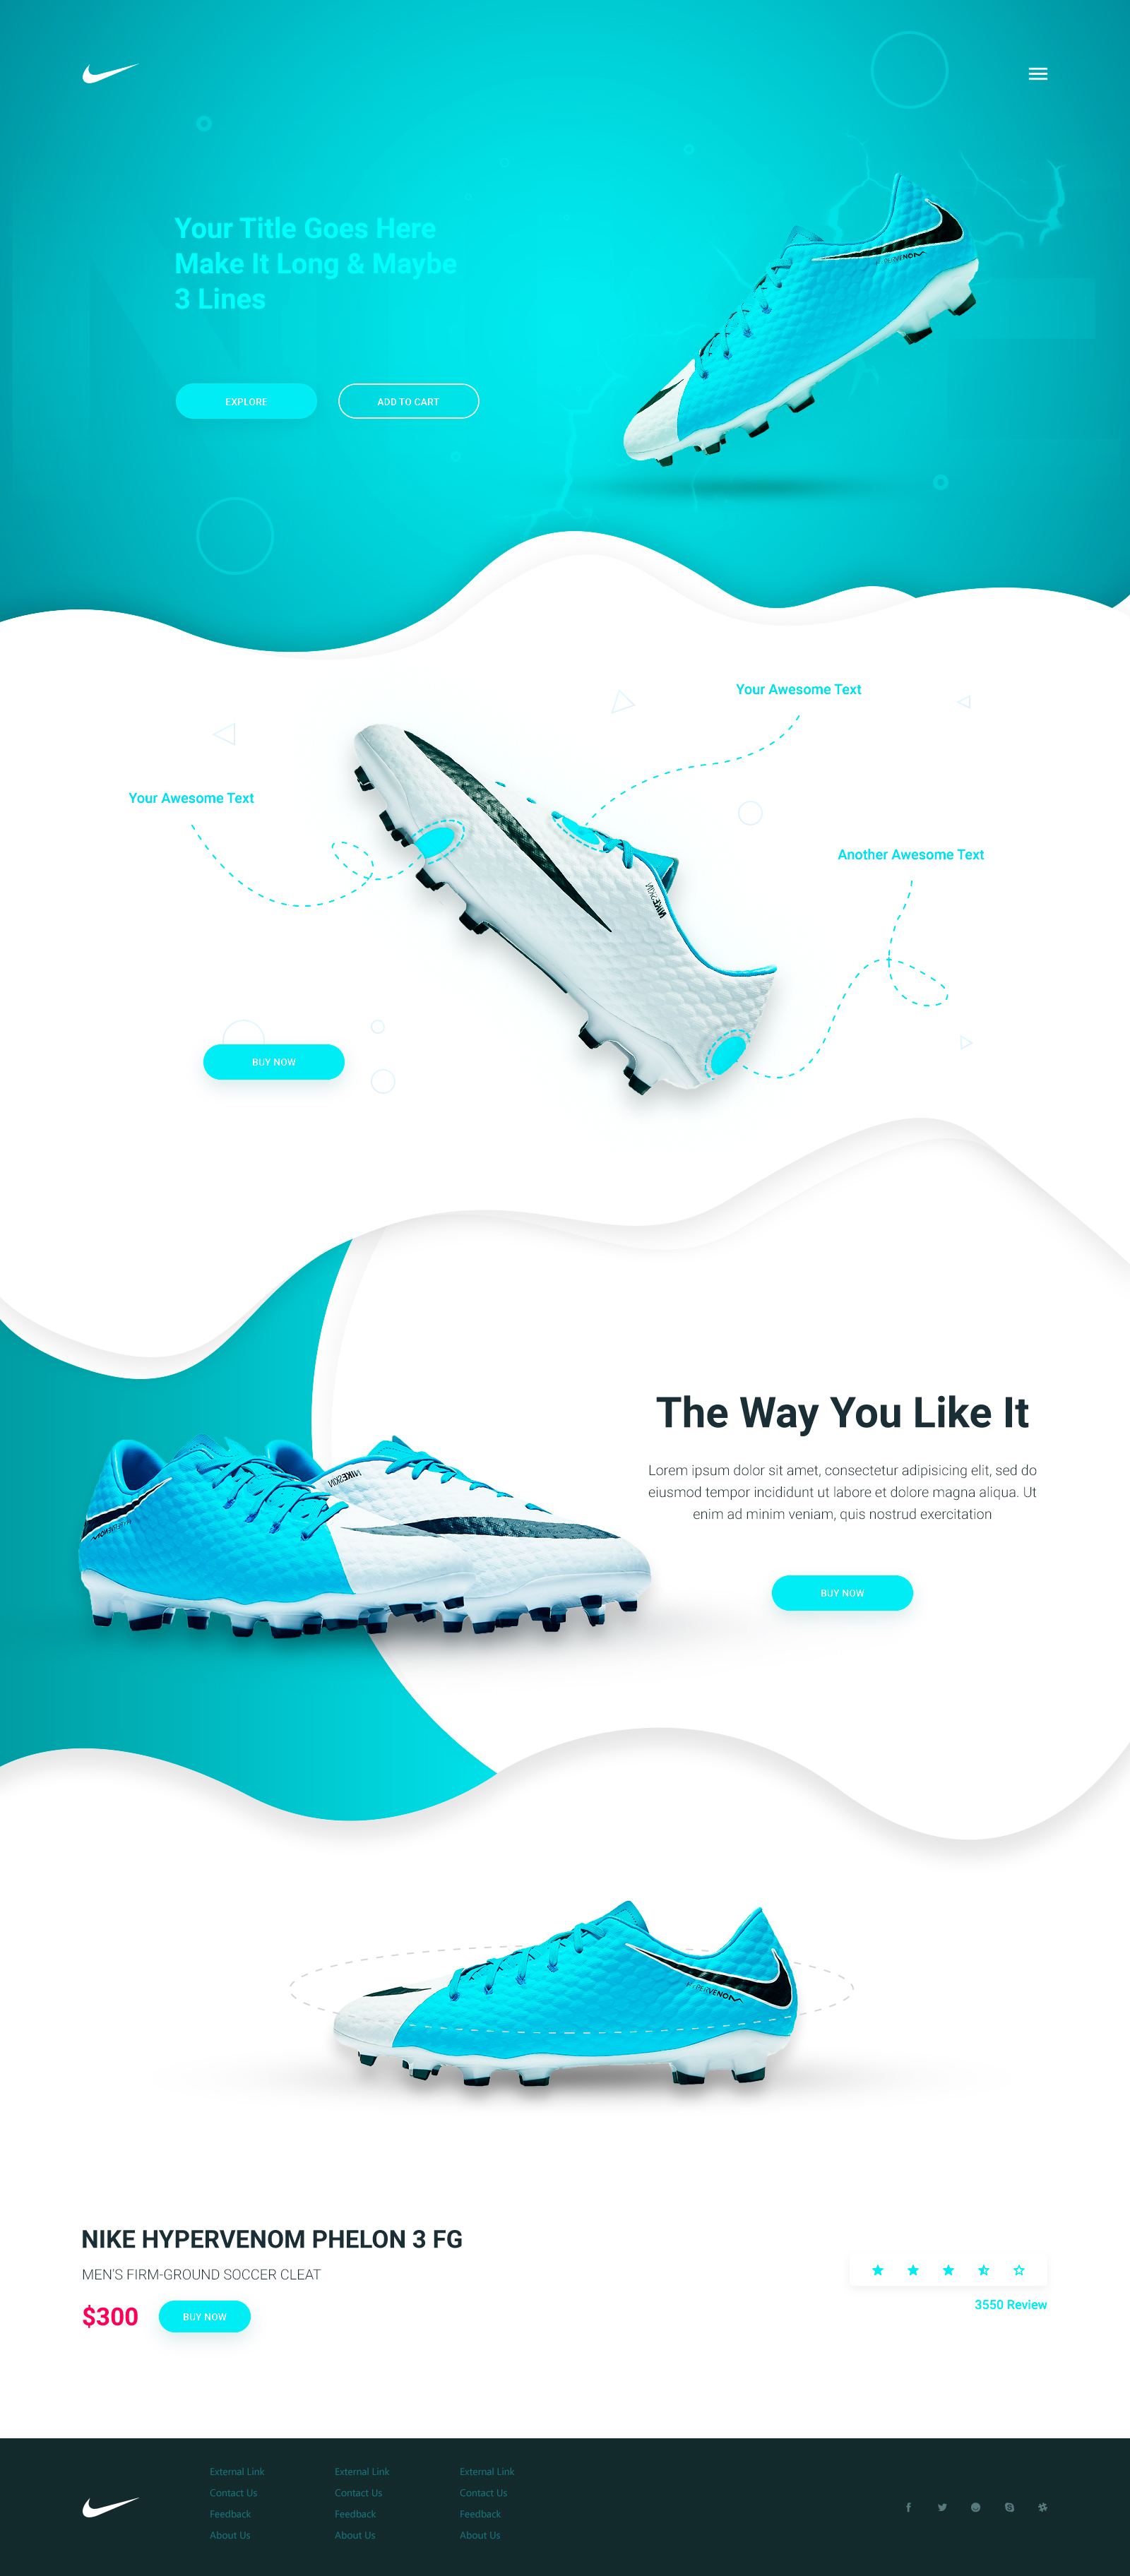 Your Title Goes Here
Make It Long & Maybe
3 Lines
HYPERVENOM
EXPLORE
ADD TO CART
Your Awesome Text
Your Awesome Text
Another Awesome Text
NIKESKIN
BUY NOW
The Way You Like It
Lorem ipsum dolor sit amet, consectetur adipisicing elit, sed do
eiusmod tempor incididunt ut labore et dolore magna aliqua. Ut
enim ad minim veniam, quis nostrud exercitation
NIKESKIN
HYPERVENOM
BUY NOW
HYPERVENOM
NIKE HYPERVENOM PHELON 3 FG
MEN'S FIRM-GROUND SOCCER CLEAT
$300
BUY NOW
3550 Review
External Link
Contact Us
Feedback
About Us
External Link
Contact Us
Feedback
About Us
External Link
Contact Us
Feedback
About Us